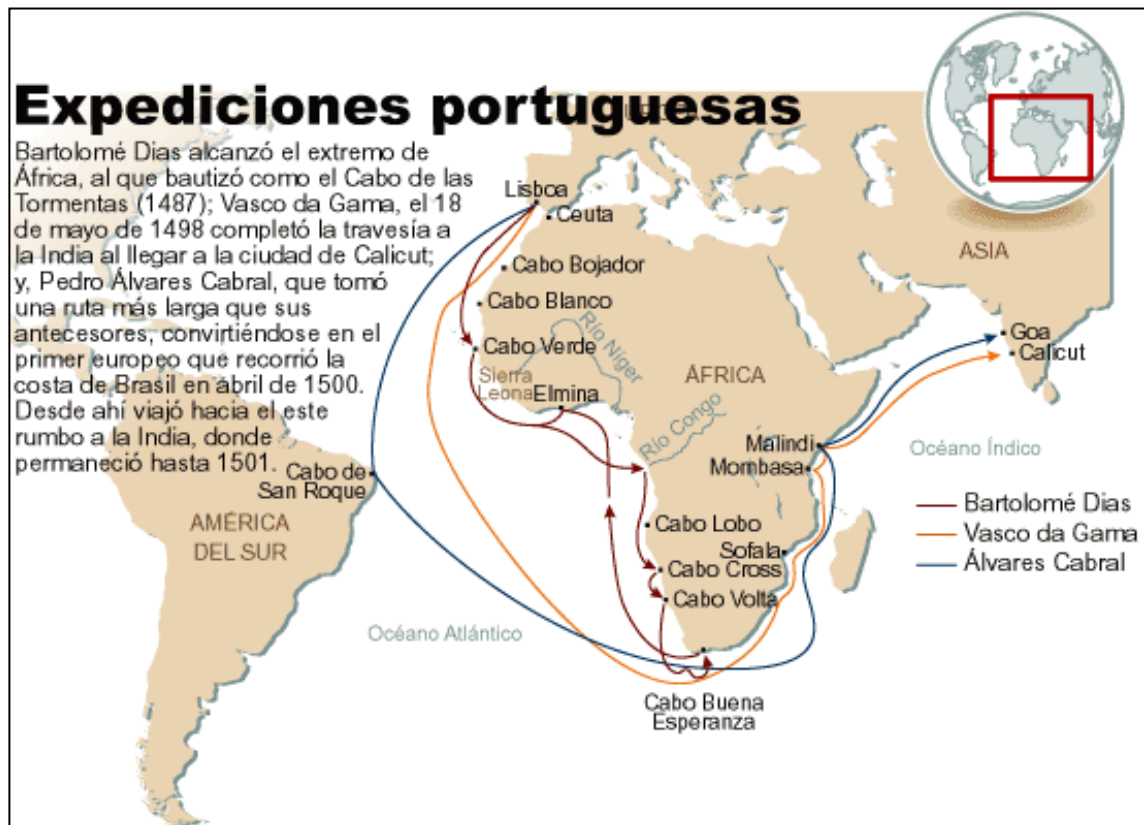 Expediciones portuguesas
Bartolomé Dias alcanzó el extremo de
África, al que bautizó como el Cabo de las
Tormentas (1487); Vasco da Gama, el 18
de mayo de 1498 completó la travesía a
la India al llegar a la ciudad de Calicut;
y, Pedro Álvares Cabral, que tomó
una ruta más larga que sus
antecesores, convirtiéndose en el
primer europeo que recorrió la
costa de Brasil en abril de 1500.
Desde ahí viajó hacia el este
rumbo a la India, donde
permaneció hasta 1501.
Lisboa
Ceuta
ASIA
Cabo Bojador
Cabo Blanco
Goa
Cabo Verde
Calicut
Río Níger
Sierra
Leona
Elmina
ÁFRICA
Río Congo
Malindi
Océano Índico
Mombasa
Cabo de
San Roque
AMÉRICA
DEL SUR
Cabo Lobo
Sofala
Cabo Cross
Cabo Volta
Bartolomé Dias
Vasco da Gama
Álvares Cabral
Océano Atlántico
Cabo Buena
Esperanza